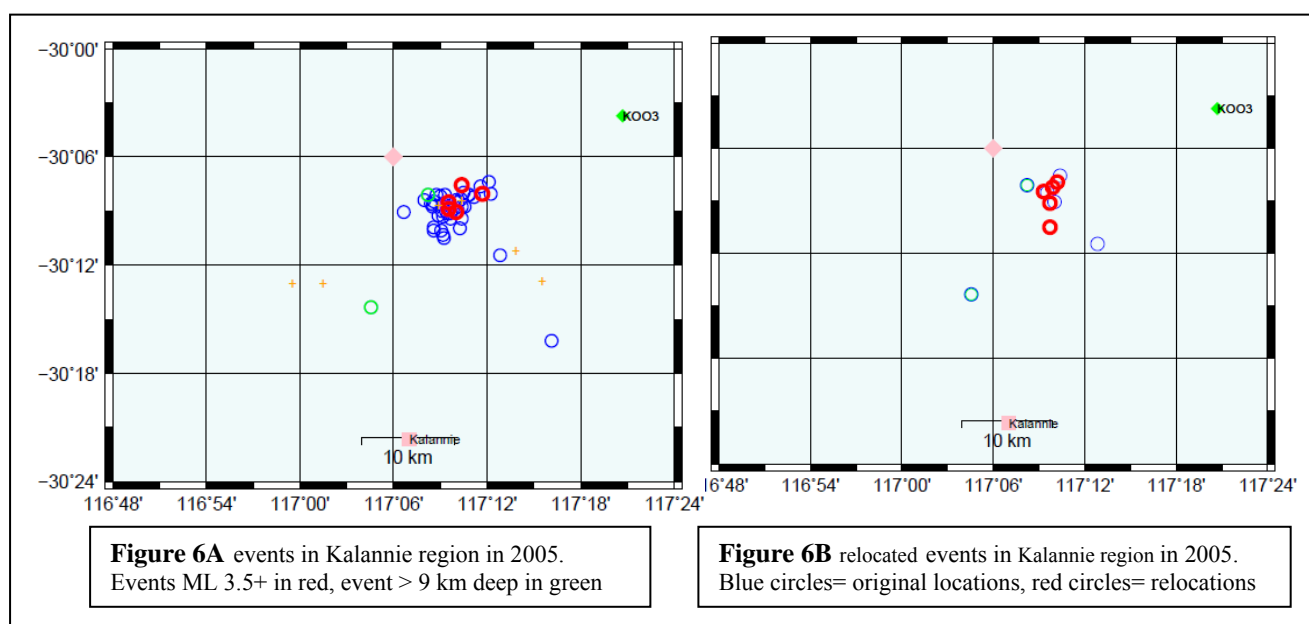 −30°00'
−30°06'
−30°12'
−30°18'
−30°24'
116°48' 116°54' 117°00' 117°06' 117°12' 117°18' 117°24'
KOO3
Kalannie
10 km
KOO3
Kalannie
10 km
116°48' 116°54' 117°00' 117°06' 117°12' 117°18' 117°24'
Figure 6A events in Kalannie region in 2005.
Events ML 3.5+ in red, event > 9 km deep in green
Figure 6B relocated events in Kalannie region in 2005.
Blue circles= original locations, red circles= relocations